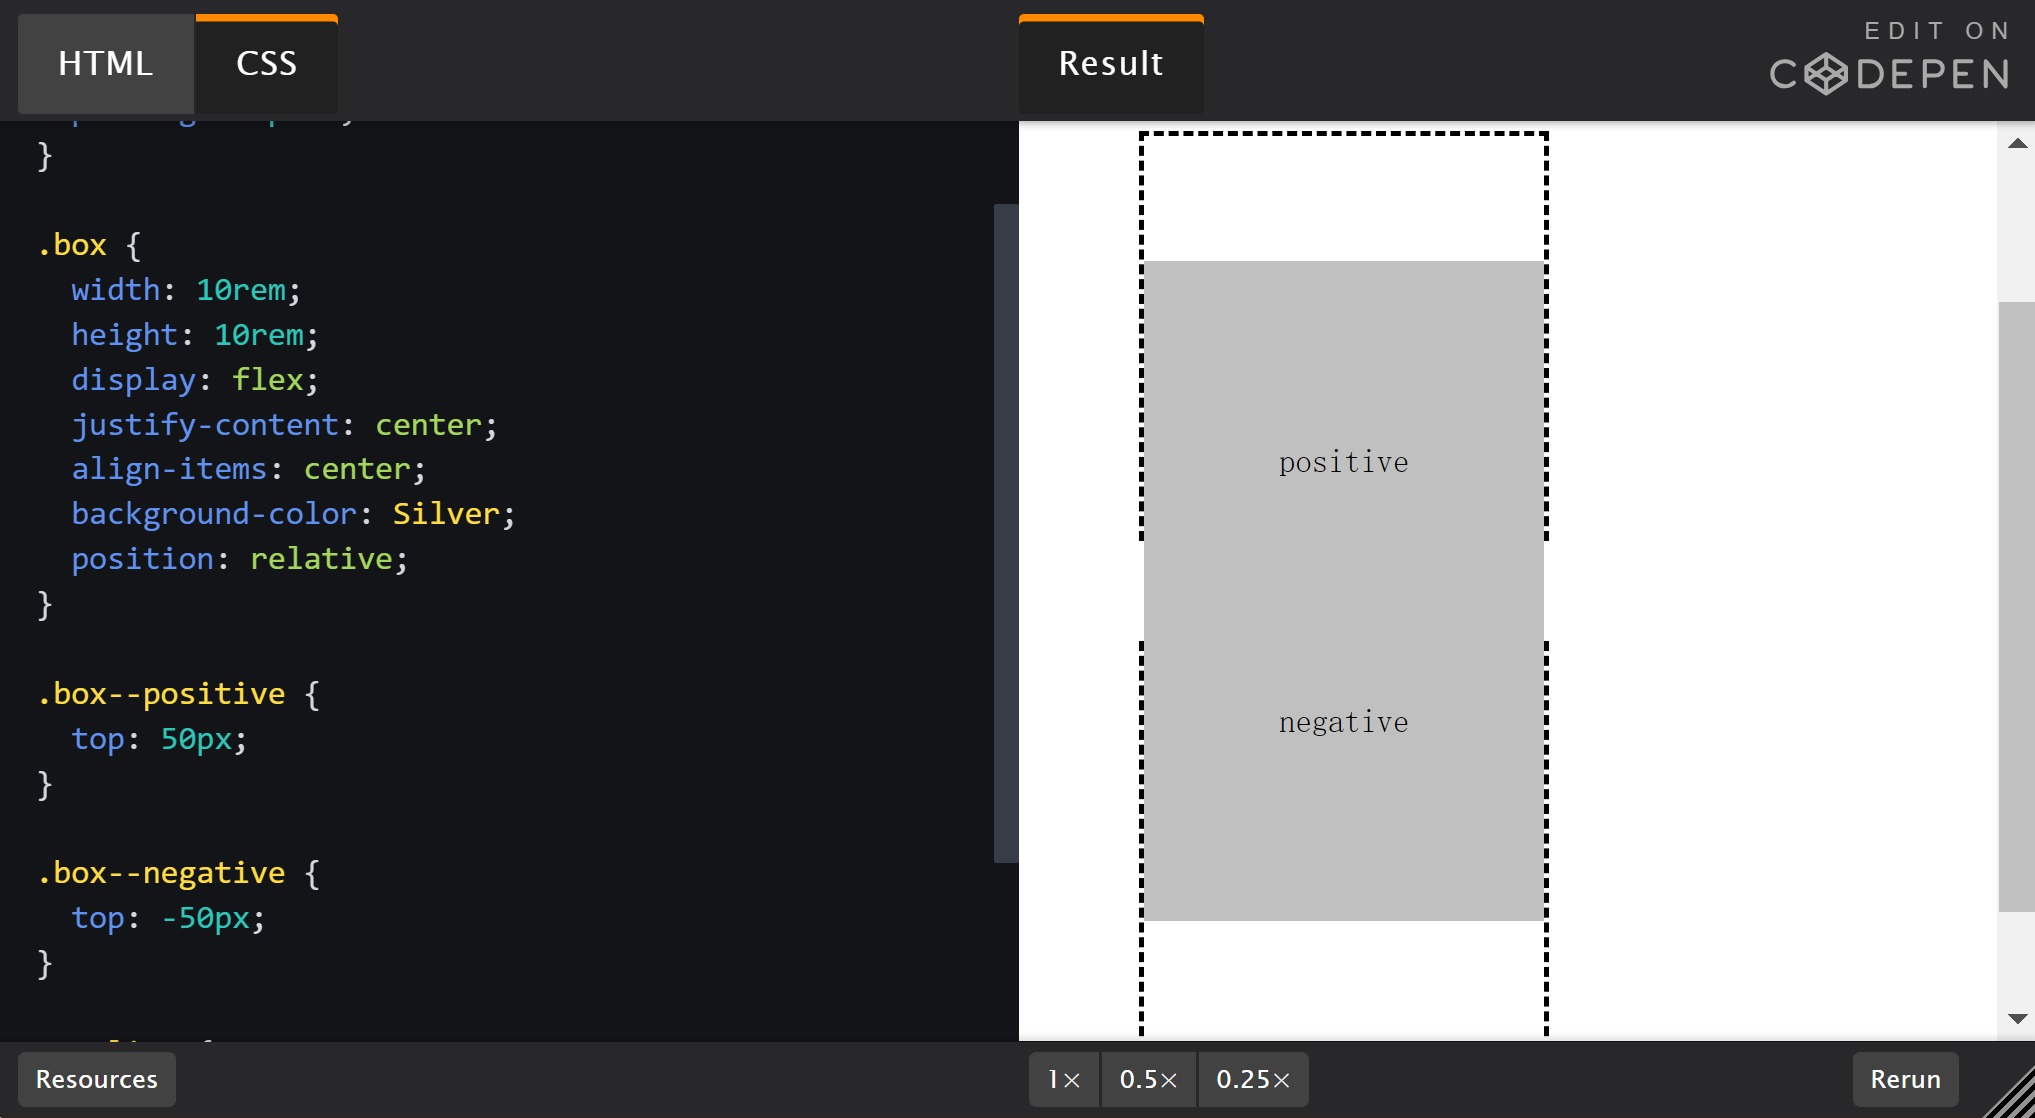 HTML
CSS
Result
EDIT ON
CODEPEN
}
.box {
width: 10rem;
height: 10rem;
display: flex;
justify-content: center;
align-items: center;
background-color: Silver;
position: relative;
}
.box--positive {
top: 50px;
}
.box--negative {
top: -50px;
}
positive
negative
Resources
1×
0.5×
0.25×
Rerun